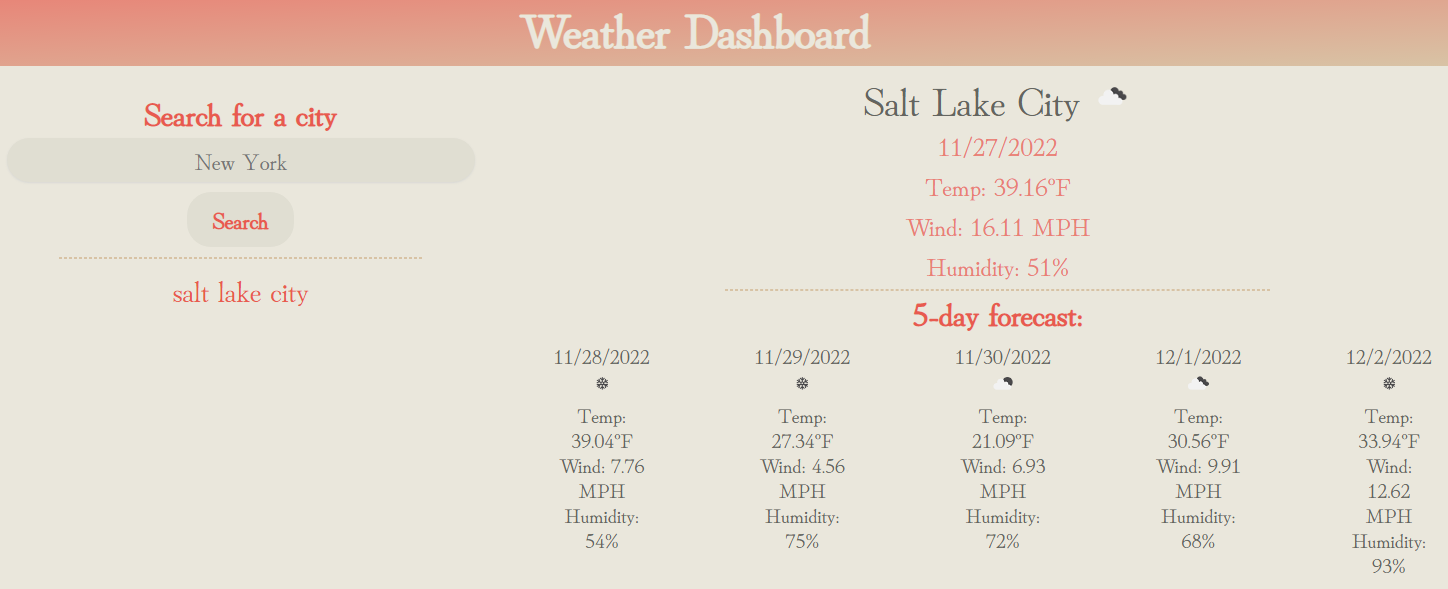 Weather Dashboard
Search for a city
New York
Search
salt lake city
Salt Lake City
11/27/2022
Temp: 39.16°F
Wind: 16.11 MPH
Humidity: 51%
5-day forecast:
11/28/2022
Temp:
39.04°F
Wind: 7.76
MPH
Humidity:
54%
11/29/2022
Temp:
27.34°F
Wind: 4.56
MPH
Humidity:
75%
11/30/2022
Temp:
21.09°F
Wind: 6.93
MPH
Humidity:
72%
12/1/2022
Temp:
30.56°F
Wind: 9.91
MPH
Humidity:
68%
12/2/2022
Temp:
33.94°F
Wind:
12.62
MPH
Humidity:
93%